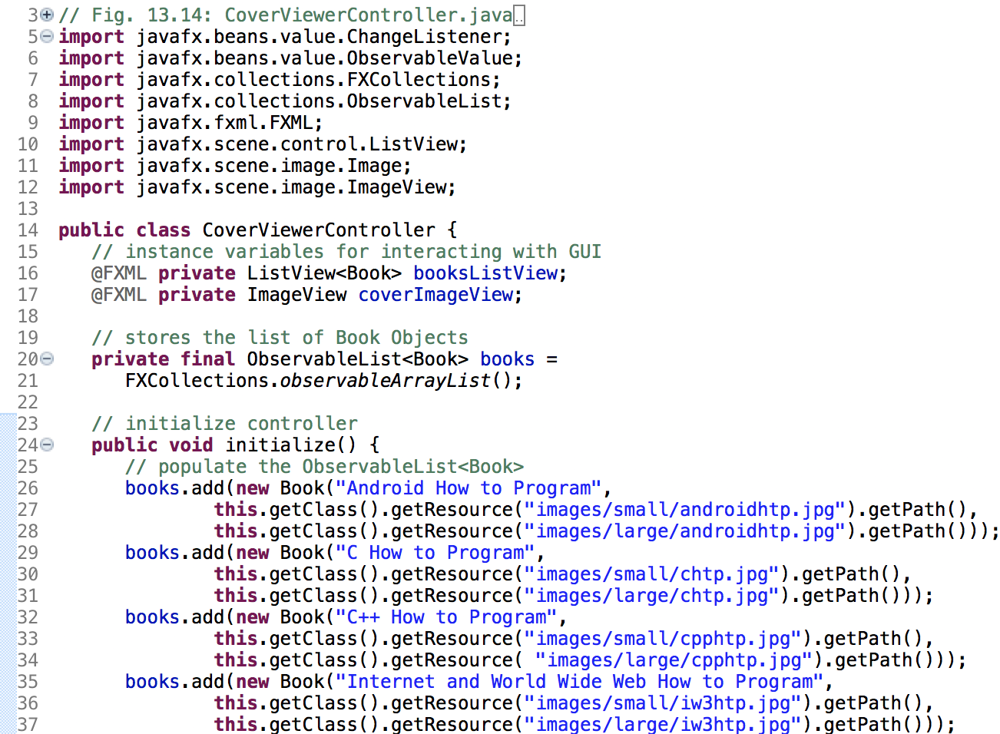 3 // Fig. 13.14: CoverViewerController.java..
5 import javafx.beans.value.ChangeListener;
6 import javafx.beans.value.ObservableValue;
7 import javafx.collections.FXCollections;
8 import javafx.collections.ObservableList;
9 import javafx.fxml.FXML;
10 import javafx.scene.control.ListView;
11 import javafx.scene.image.Image;
12 import javafx.scene.image.ImageView;
13
14 public class CoverViewerController {
15    // instance variables for interacting with GUI
16    @FXML private ListView<Book> booksListView;
17    @FXML private ImageView coverImageView;
18
19    // stores the list of Book Objects
20    private final ObservableList<Book> books =
21       FXCollections.observableArrayList();
22
23    // initialize controller
24    public void initialize() {
25       // populate the ObservableList<Book>
26       books.add(new Book("Android How to Program",
27               this.getClass().getResource("images/small/androidhtp.jpg").getPath(),
28               this.getClass().getResource("images/large/androidhtp.jpg").getPath()));
29       books.add(new Book("C How to Program",
30               this.getClass().getResource("images/small/chtp.jpg").getPath(),
31               this.getClass().getResource("images/large/chtp.jpg").getPath()));
32       books.add(new Book("C++ How to Program",
33               this.getClass().getResource("images/small/cpphtp.jpg").getPath(),
34               this.getClass().getResource( "images/large/cpphtp.jpg").getPath()));
35       books.add(new Book("Internet and World Wide Web How to Program",
36               this.getClass().getResource("images/small/iw3htp.jpg").getPath(),
37               this.getClass().getResource("images/large/iw3htp.jpg").getPath()));